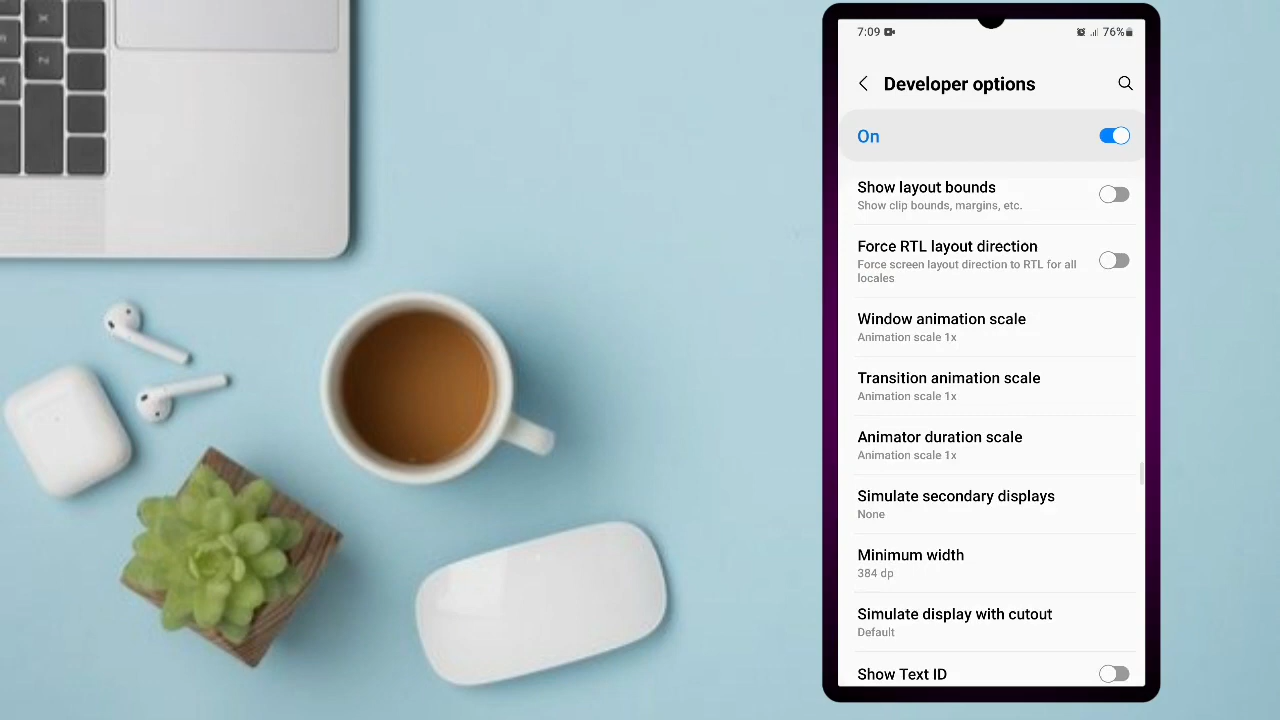 7:09
76%
Developer options
On
Show layout bounds
Show clip bounds, margins, etc.
Force RTL layout direction
Force screen layout direction to RTL for all
locales
Window animation scale
Animation scale 1x
Transition animation scale
Animation scale 1x
Animator duration scale
Animation scale 1x
Simulate secondary displays
None
Minimum width
384 dp
Simulate display with cutout
Default
Show Text ID